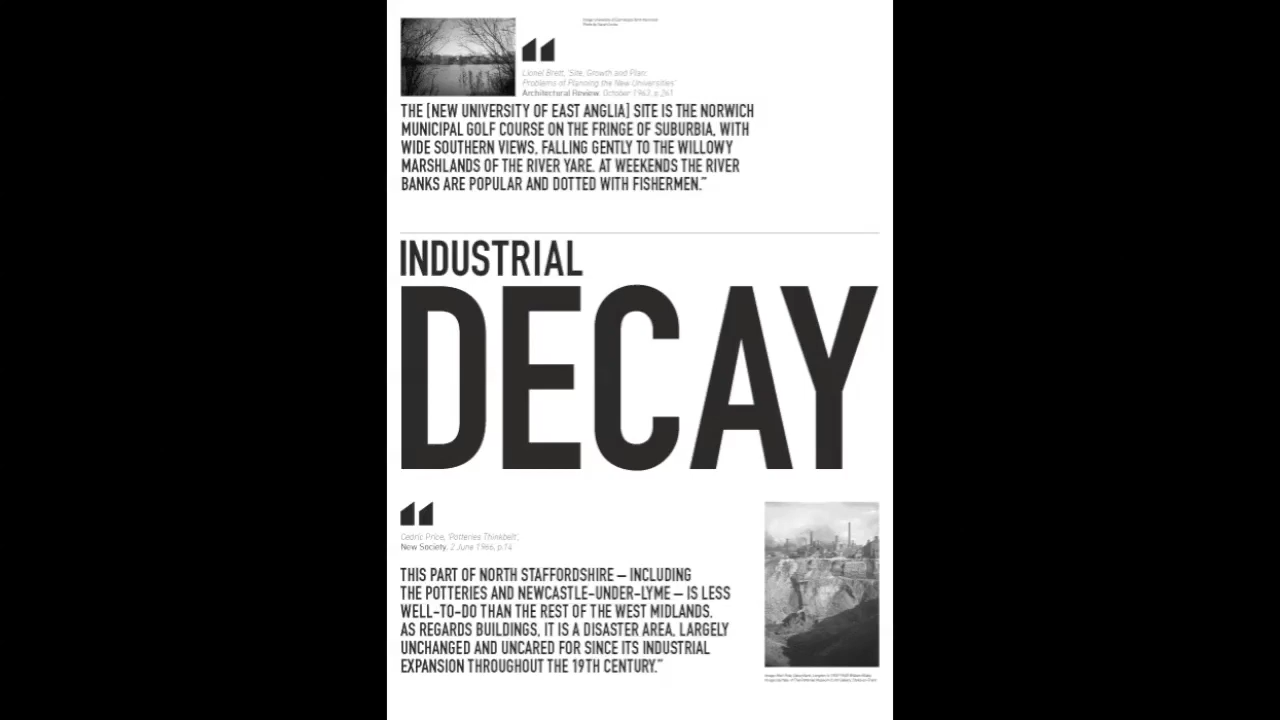 Lionel Brett, 'Site, Growth and Plan:
Problems of Planning the New Universities'
Architectural Review, October 1963, p.261
THE [NEW UNIVERSITY OF EAST ANGLIA] SITE IS THE NORWICH
MUNICIPAL GOLF COURSE ON THE FRINGE OF SUBURBIA, WITH
WIDE SOUTHERN VIEWS, FALLING GENTLY TO THE WILLOWY
MARSHLANDS OF THE RIVER YARE. AT WEEKENDS THE RIVER
BANKS ARE POPULAR AND DOTTED WITH FISHERMEN.”
INDUSTRIAL
DECAY
Cedric Price, 'Potteries Thinkbelt',
New Society, 2 June 1966, p.14
THIS PART OF NORTH STAFFORDSHIRE – INCLUDING
THE POTTERIES AND NEWCASTLE-UNDER-LYME – IS LESS
WELL-TO-DO THAN THE REST OF THE WEST MIDLANDS.
AS REGARDS BUILDINGS, IT IS A DISASTER AREA, LARGELY
UNCHANGED AND UNCARED FOR SINCE ITS INDUSTRIAL
EXPANSION THROUGHOUT THE 19TH CENTURY.”